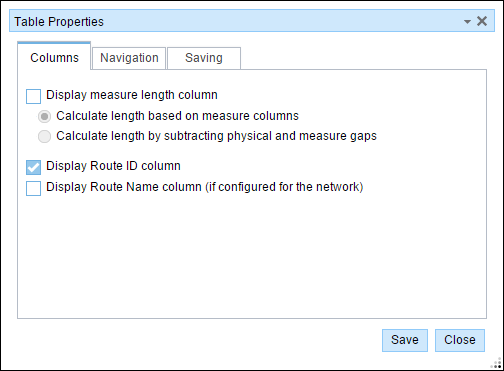 Table Properties
Columns
Navigation
Saving
Display measure length column
Calculate length based on measure columns
Calculate length by subtracting physical and measure gaps
Display Route ID column
Display Route Name column (if configured for the network)
Save
Close